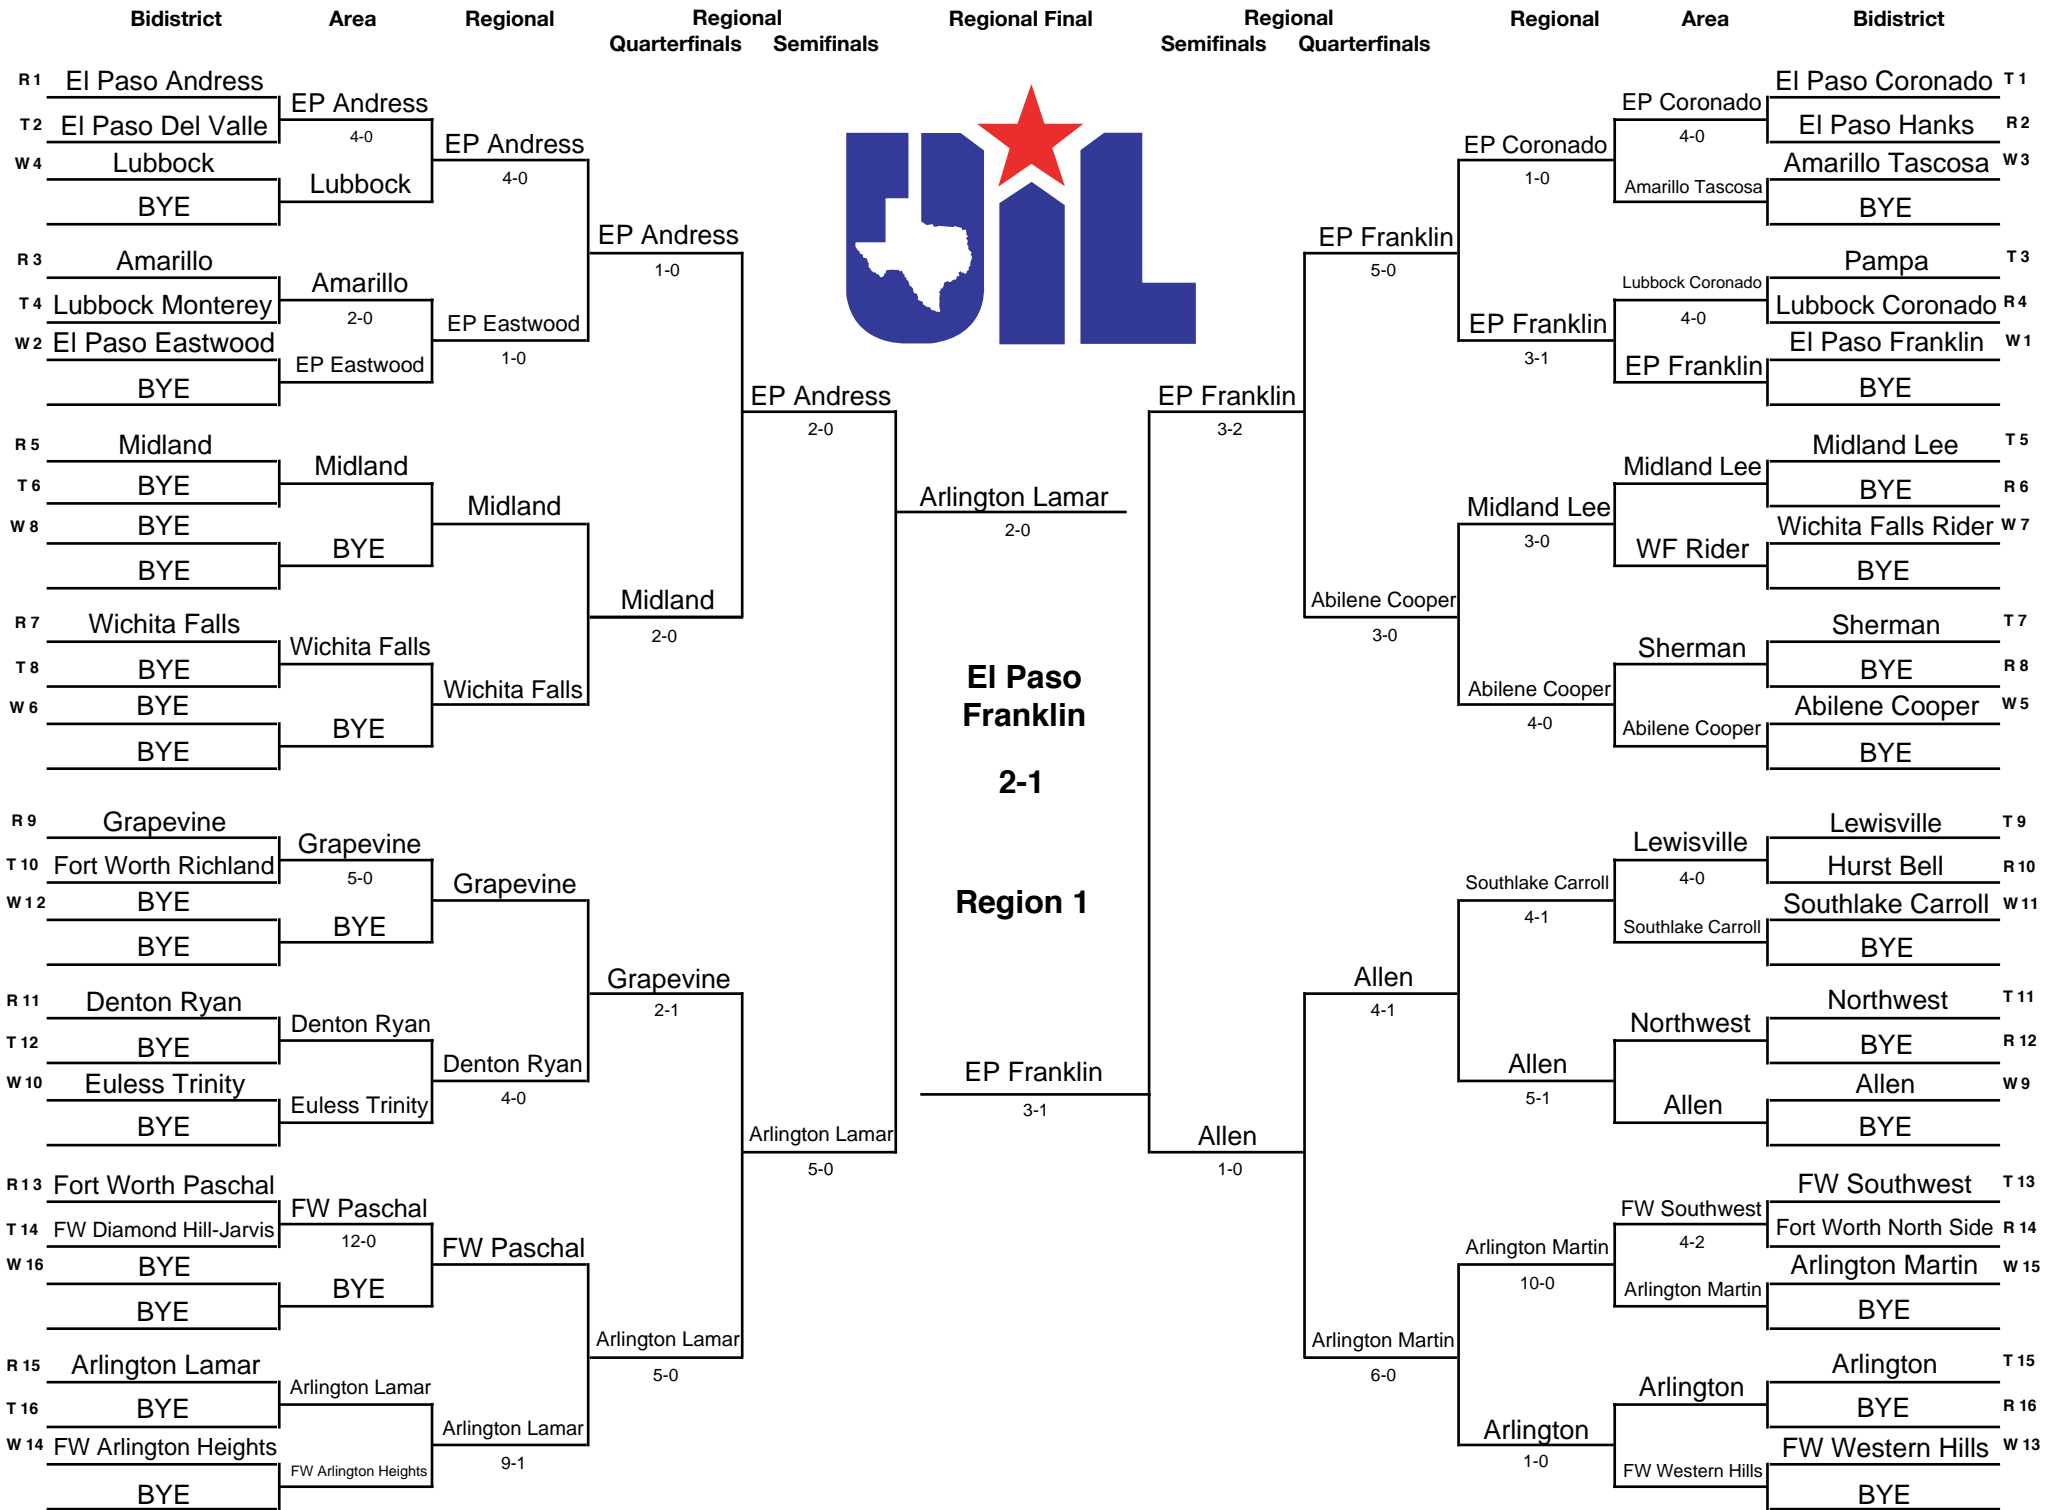 Bidistrict
Area
Regional
Regional
Quarterfinals Semifinals
Regional Final
Regional
Semifinals Quarterfinals
Regional
Area
Bidistrict
R 1 El Paso Andress
T 2 El Paso Del Valle
W 4 Lubbock
BYE
R 3 Amarillo
T 4 Lubbock Monterey
W 2 El Paso Eastwood
BYE
R 5 Midland
T 6 BYE
W 8 BYE
BYE
R 7 Wichita Falls
T 8 BYE
W 6 BYE
BYE
R 9 Grapevine
T 10 Fort Worth Richland
W 12 BYE
BYE
R 11 Denton Ryan
T 12 BYE
W 10 Euless Trinity
BYE
R 13 Fort Worth Paschal
T 14 FW Diamond Hill-Jarvis
W 16 BYE
BYE
R 15 Arlington Lamar
T 16 BYE
W 14 FW Arlington Heights
BYE
EP Andress
4-0
Lubbock
Amarillo
2-0
EP Eastwood
Midland
BYE
Wichita Falls
BYE
Grapevine
5-0
BYE
Denton Ryan
Euless Trinity
FW Paschal
12-0
BYE
Arlington Lamar
FW Arlington Heights
EP Andress
4-0
EP Eastwood
1-0
Midland
Wichita Falls
Grapevine
Denton Ryan
4-0
FW Paschal
Arlington Lamar
9-1
EP Andress
1-0
Midland
2-0
Grapevine
2-1
Arlington Lamar
5-0
EP Andress
2-0
Arlington Lamar
5-0
UIL
Arlington Lamar
2-0
El Paso
Franklin
2-1
Region 1
EP Franklin
3-1
EP Franklin
3-2
Allen
1-0
EP Franklin
5-0
Abilene Cooper
3-0
Allen
4-1
Arlington Martin
6-0
EP Coronado
1-0
EP Franklin
3-1
Midland Lee
3-0
Abilene Cooper
4-0
Southlake Carroll
4-1
Allen
5-1
Arlington Martin
10-0
Arlington
1-0
EP Coronado
4-0
Amarillo Tascosa
Lubbock Coronado
4-0
EP Franklin
Midland Lee
WF Rider
Sherman
Abilene Cooper
Lewisville
4-0
Southlake Carroll
Northwest
Allen
FW Southwest
4-2
Arlington Martin
Arlington
FW Western Hills
El Paso Coronado T 1
El Paso Hanks R 2
Amarillo Tascosa W 3
BYE
Pampa T 3
Lubbock Coronado R 4
El Paso Franklin W 1
BYE
Midland Lee T 5
BYE R 6
Wichita Falls Rider W 7
BYE
Sherman T 7
BYE R 8
Abilene Cooper W 5
BYE
Lewisville T 9
Hurst Bell R 10
Southlake Carroll W 11
BYE
Northwest T 11
BYE R 12
Allen W 9
BYE
FW Southwest T 13
Fort Worth North Side R 14
Arlington Martin W 15
BYE
Arlington T 15
BYE R 16
FW Western Hills W 13
BYE